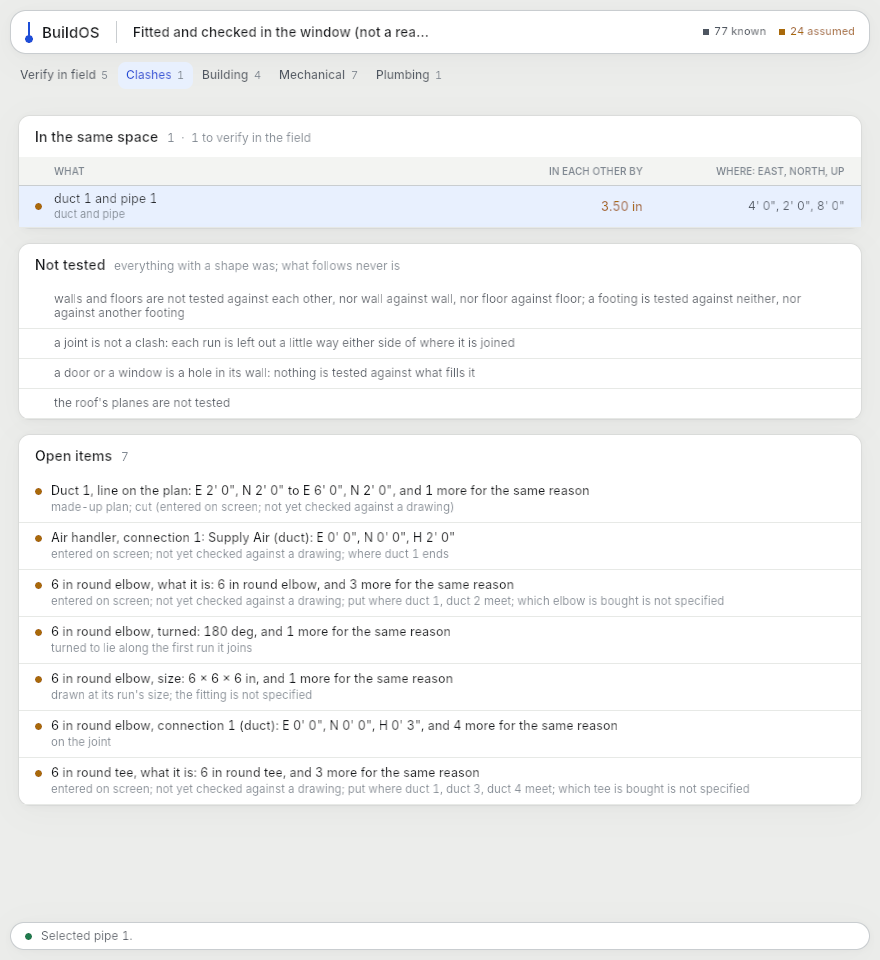 BuildOS
Fitted and checked in the window (not a rea...
77 known
24 assumed
Verify in field 5
Clashes 1
Building 4
Mechanical 7
Plumbing 1
In the same space 1 · 1 to verify in the field
WHAT
IN EACH OTHER BY
WHERE: EAST, NORTH, UP
duct 1 and pipe 1
duct and pipe
3.50 in
4' 0", 2' 0", 8' 0"
Not tested everything with a shape was; what follows never is
walls and floors are not tested against each other, nor wall against wall, nor floor against floor; a footing is tested against neither, nor
against another footing
a joint is not a clash: each run is left out a little way either side of where it is joined
a door or a window is a hole in its wall: nothing is tested against what fills it
the roof's planes are not tested
Open items 7
Duct 1, line on the plan: E 2' 0", N 2' 0" to E 6' 0", N 2' 0", and 1 more for the same reason
made-up plan; cut (entered on screen; not yet checked against a drawing)
Air handler, connection 1: Supply Air (duct): E 0' 0", N 0' 0", H 2' 0"
entered on screen; not yet checked against a drawing; where duct 1 ends
6 in round elbow, what it is: 6 in round elbow, and 3 more for the same reason
entered on screen; not yet checked against a drawing; put where duct 1, duct 2 meet; which elbow is bought is not specified
6 in round elbow, turned: 180 deg, and 1 more for the same reason
turned to lie along the first run it joins
6 in round elbow, size: 6 × 6 × 6 in, and 1 more for the same reason
drawn at its run's size; the fitting is not specified
6 in round elbow, connection 1 (duct): E 0' 0", N 0' 0", H 0' 3", and 4 more for the same reason
on the joint
6 in round tee, what it is: 6 in round tee, and 3 more for the same reason
entered on screen; not yet checked against a drawing; put where duct 1, duct 3, duct 4 meet; which tee is bought is not specified
Selected pipe 1.